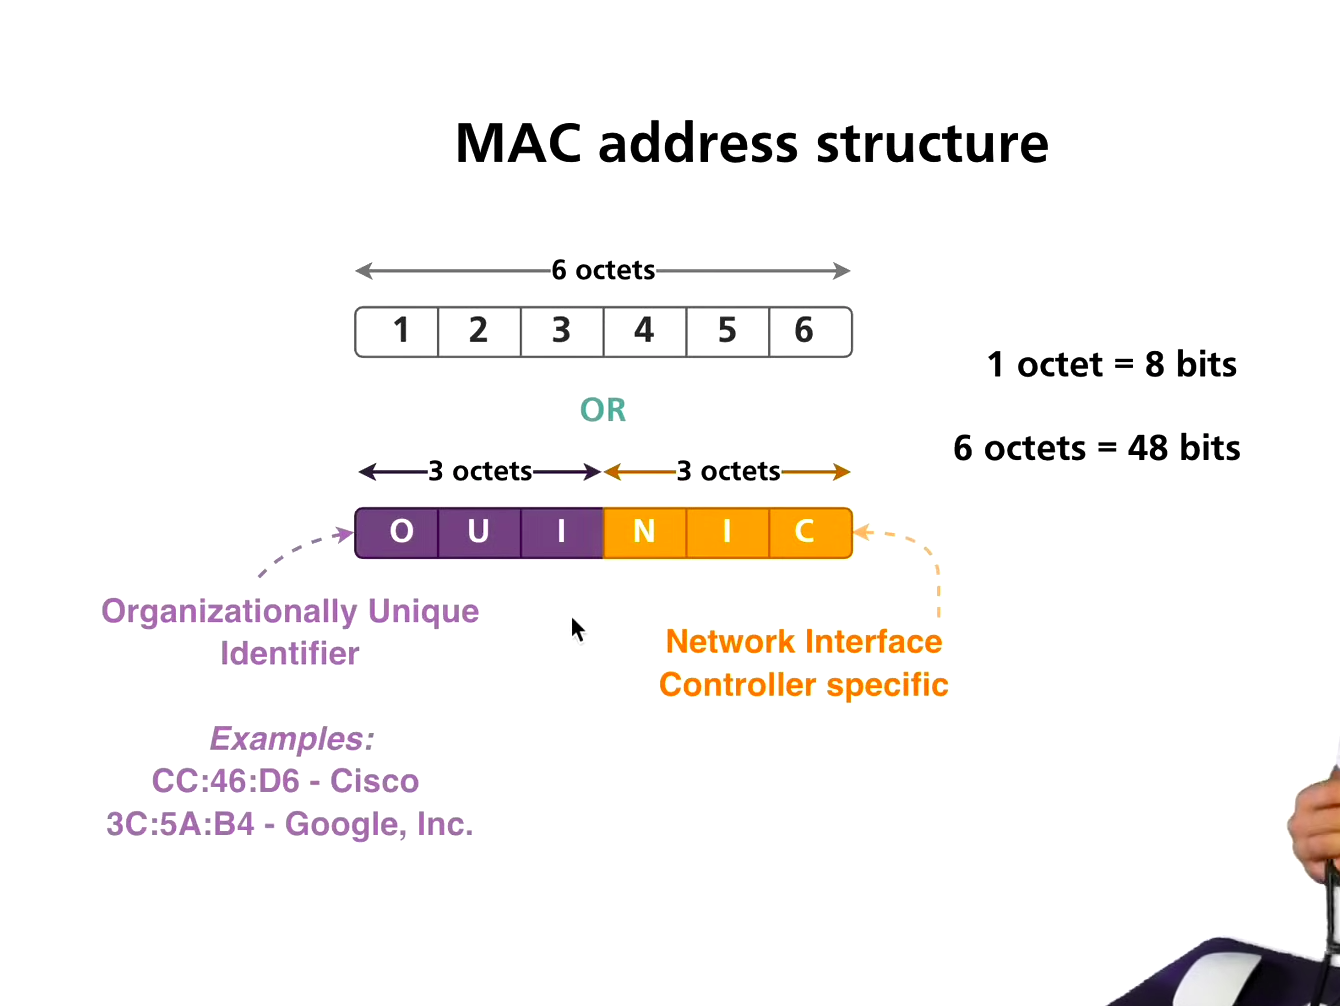 MAC address structure
6 octets
1 2 3 4 5 6
1 octet = 8 bits
OR
6 octets = 48 bits
3 octets 3 octets
O U I N I C
Organizationally Unique
Identifier
Network Interface
Controller specific
Examples:
CC:46:D6 - Cisco
3C:5A:B4 - Google, Inc.